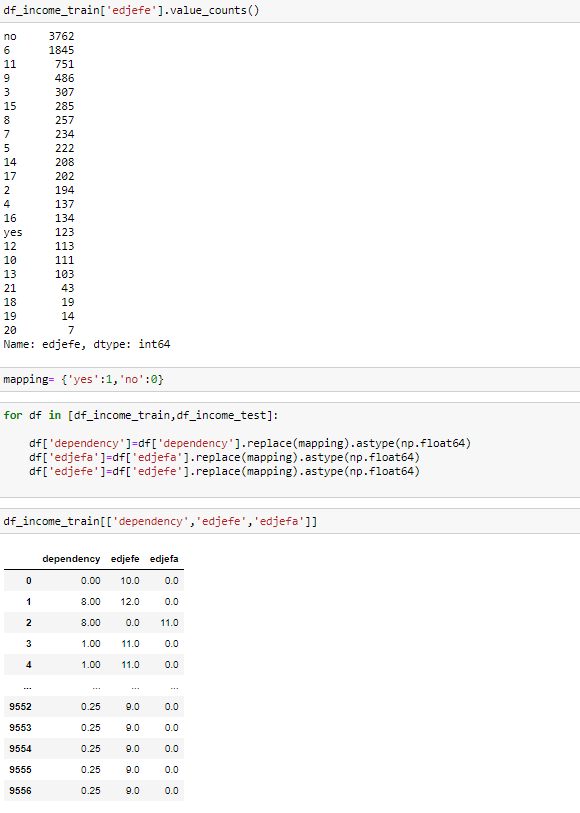 df_income_train['edjefe'].value_counts()
no 3762
6 1845
11 751
9 486
3 307
15 285
8 257
7 234
5 222
14 208
17 202
2 194
4 137
16 134
yes 123
12 113
10 111
13 103
21 43
18 19
19 14
20 7
Name: edjefe, dtype: int64
mapping= {'yes':1,'no':0}
for df in [df_income_train,df_income_test]:
df['dependency']=df['dependency'].replace(mapping).astype(np.float64)
df['edjefa']=df['edjefa'].replace(mapping).astype(np.float64)
df['edjefe']=df['edjefe'].replace(mapping).astype(np.float64)
df_income_train[['dependency','edjefe','edjefa']]
dependency edjefe edjefa
0 0.00 10.0 0.0
1 8.00 12.0 0.0
2 8.00 0.0 11.0
3 1.00 11.0 0.0
4 1.00 11.0 0.0
... ... ... ...
9552 0.25 9.0 0.0
9553 0.25 9.0 0.0
9554 0.25 9.0 0.0
9555 0.25 9.0 0.0
9556 0.25 9.0 0.0